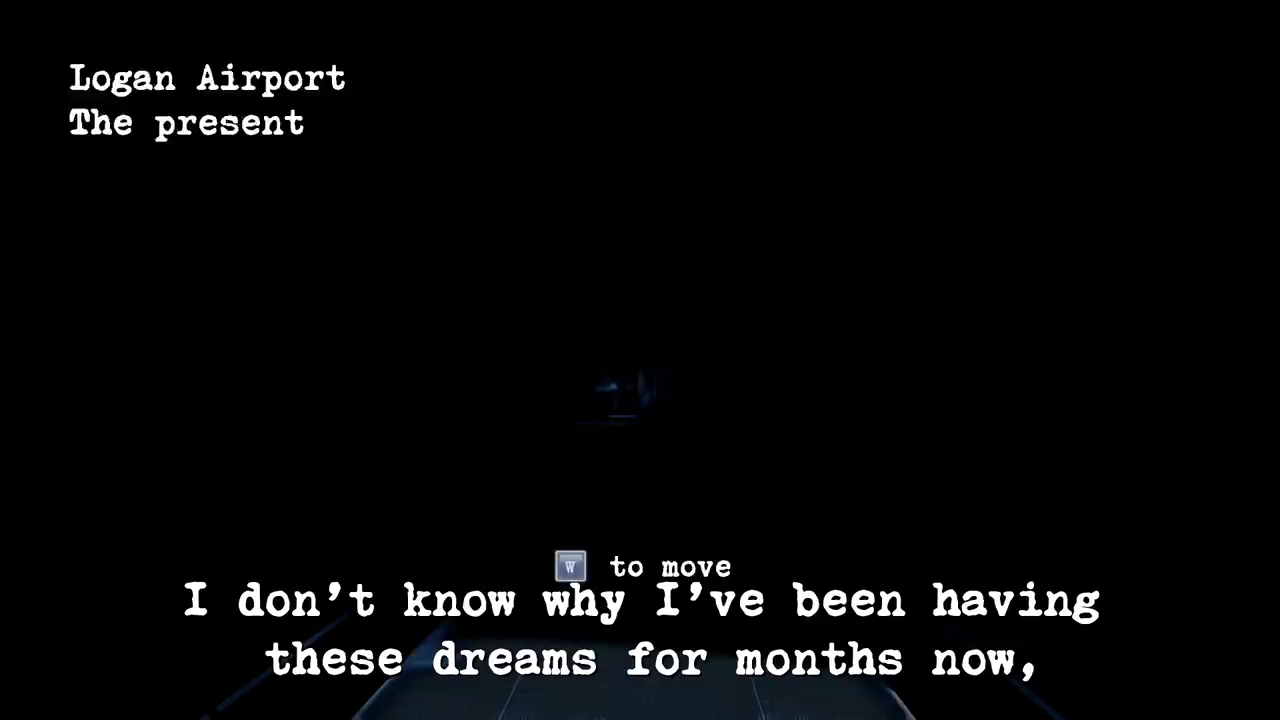 Logan Airport
The present
W to move
I don't know why I've been having
these dreams for months now,